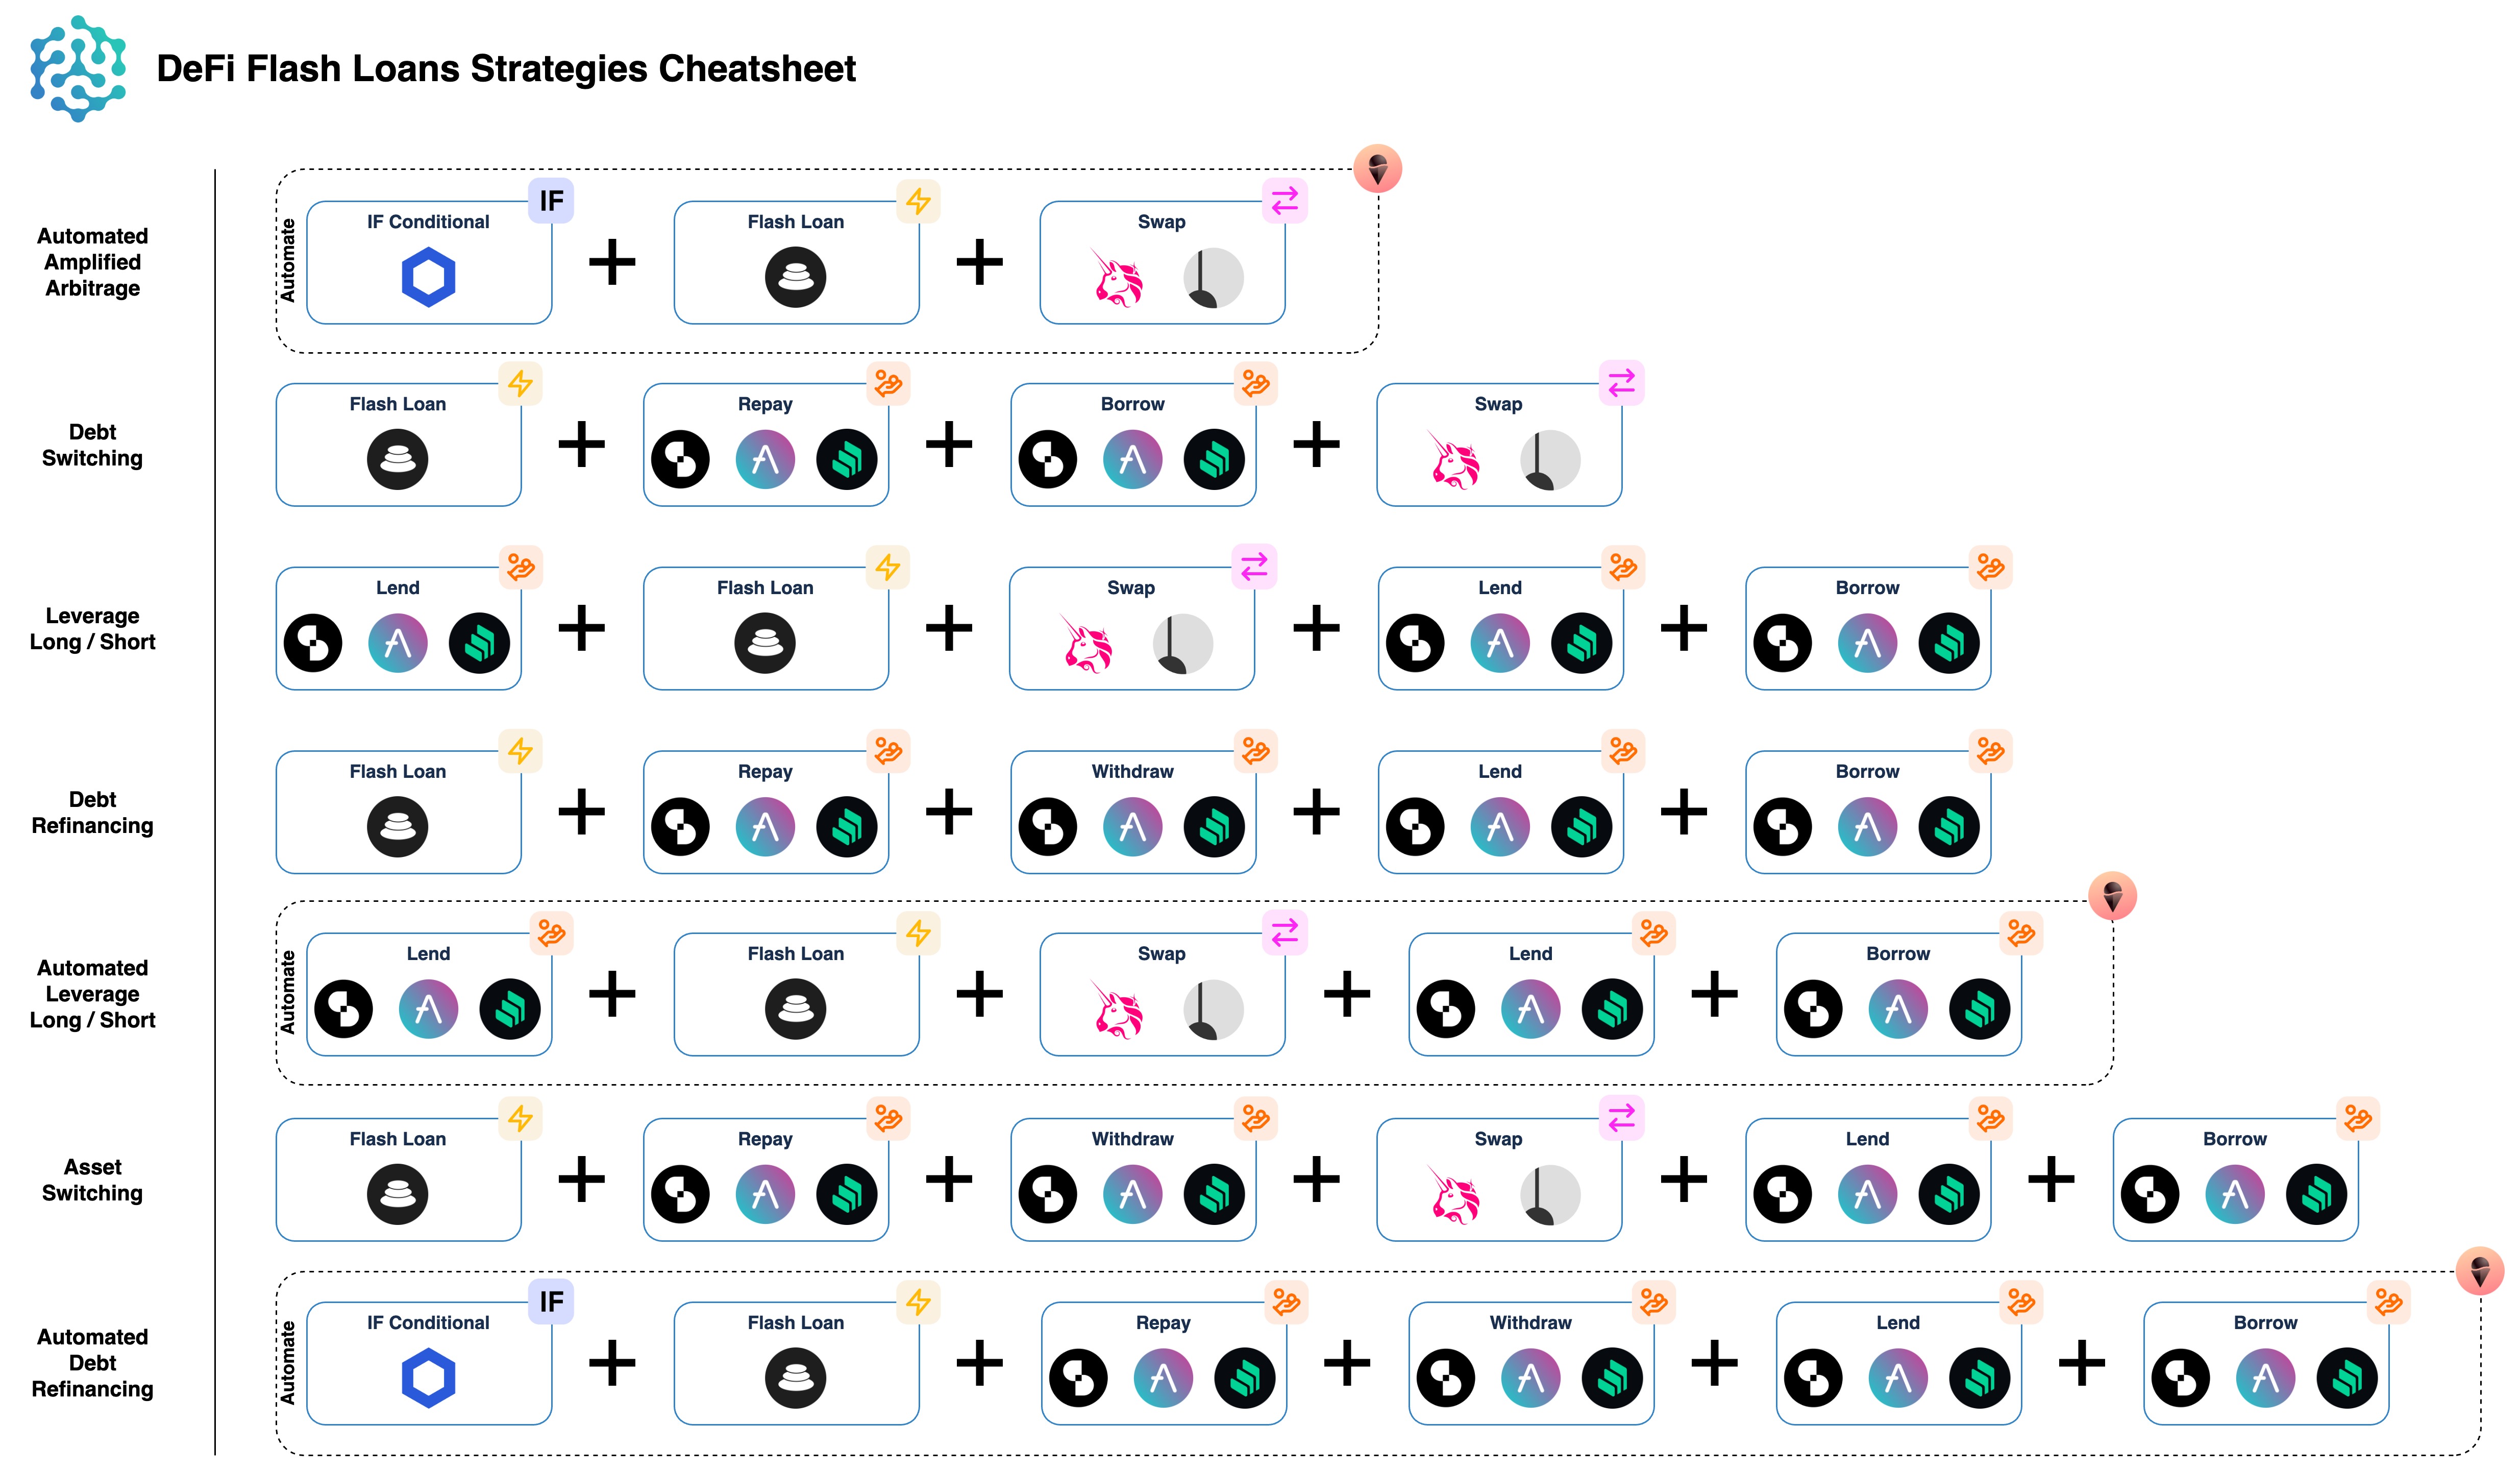 DeFi Flash Loans Strategies Cheatsheet
Automated
Amplified
Arbitrage
Automate
IF Conditional
IF
Flash Loan
Swap
Debt
Switching
Flash Loan
Repay
Borrow
Swap
Leverage
Long / Short
Lend
Flash Loan
Swap
Lend
Borrow
Debt
Refinancing
Flash Loan
Repay
Withdraw
Lend
Borrow
Automated
Leverage
Long / Short
Automate
Lend
Flash Loan
Swap
Lend
Borrow
Asset
Switching
Flash Loan
Repay
Withdraw
Swap
Lend
Borrow
Automated
Debt
Refinancing
Automate
IF Conditional
IF
Flash Loan
Repay
Withdraw
Lend
Borrow